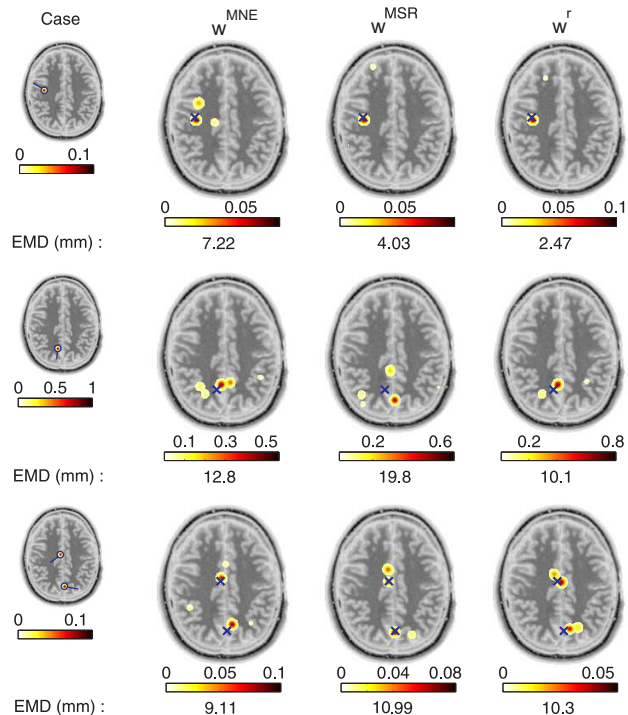 Case W MNE W MSR W r
0 0.1
0 0.05 0 0.05 0 0.05 0.1
EMD (mm) : 7.22 4.03 2.47
0 0.5 1
0.1 0.3 0.5 0.2 0.6 0.2 0.8
EMD (mm) : 12.8 19.8 10.1
0 0.1
0 0.05 0.1 0 0.04 0.08 0 0.05
EMD (mm) : 9.11 10.99 10.3